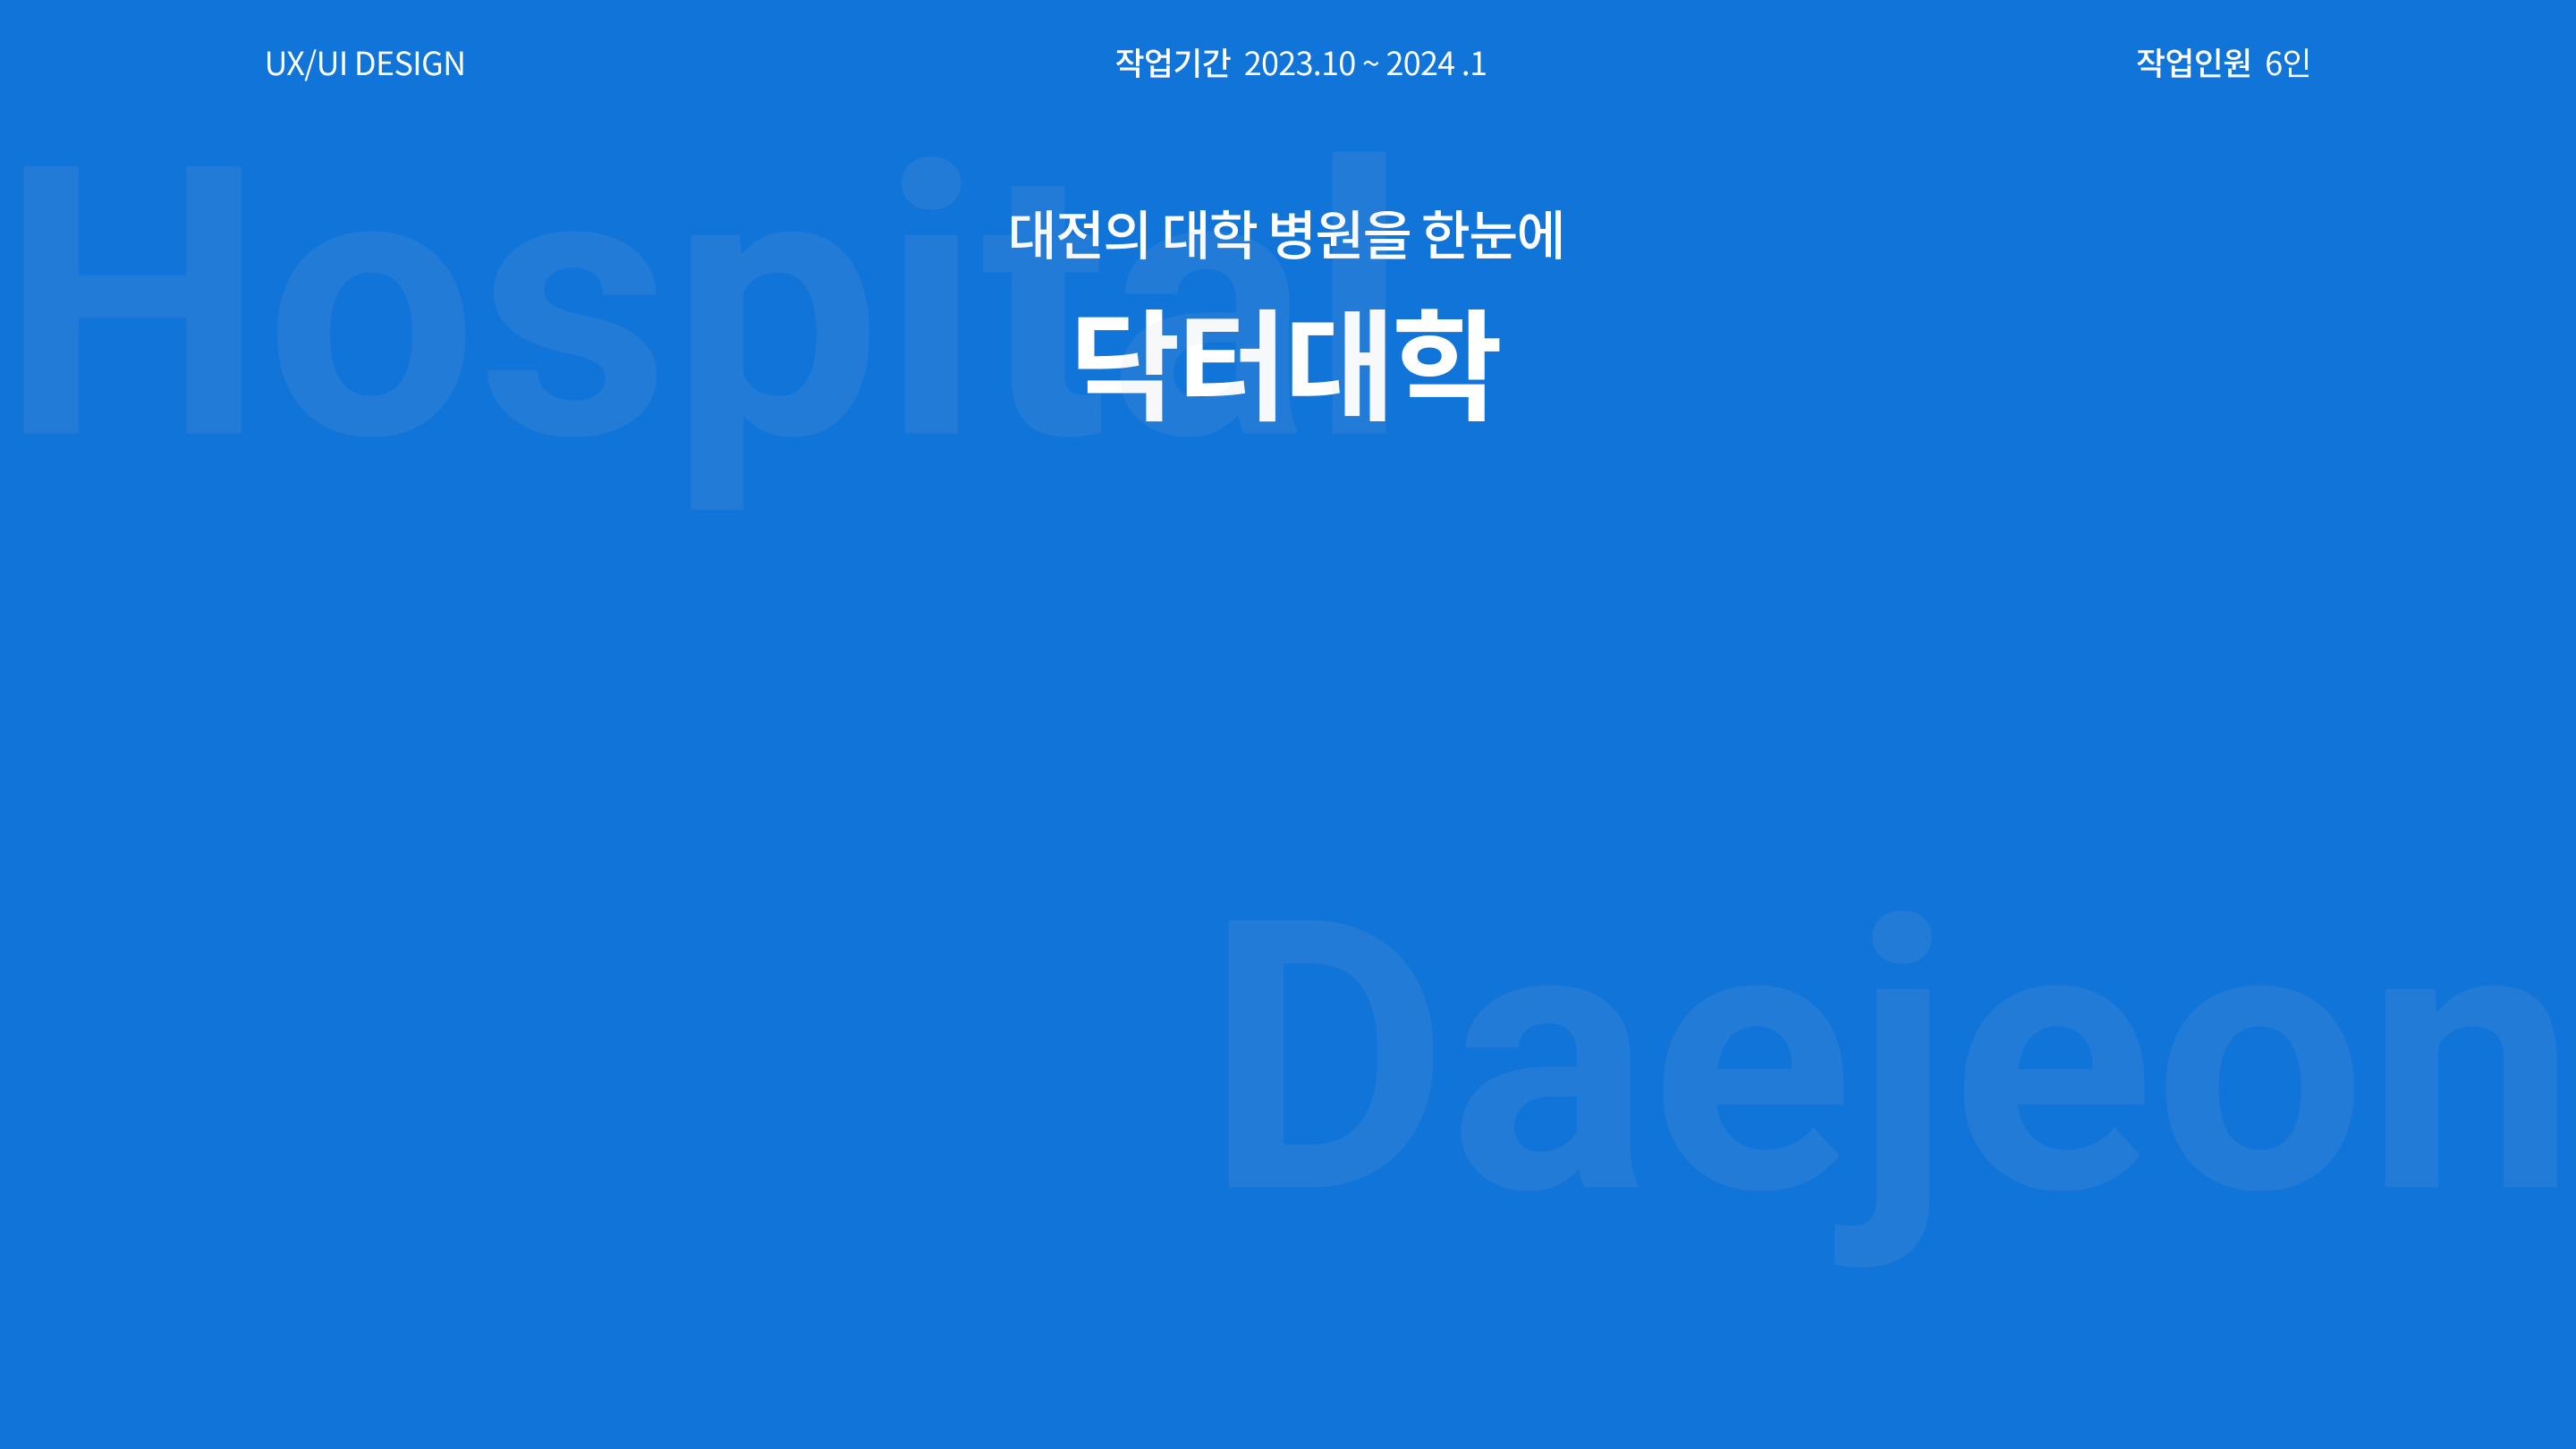 UX/UI DESIGN
작업기간 2023.10 ~ 2024 .1
작업인원 6인
Hospital
대전의 대학 병원을 한눈에
닥터대학
Daejeon